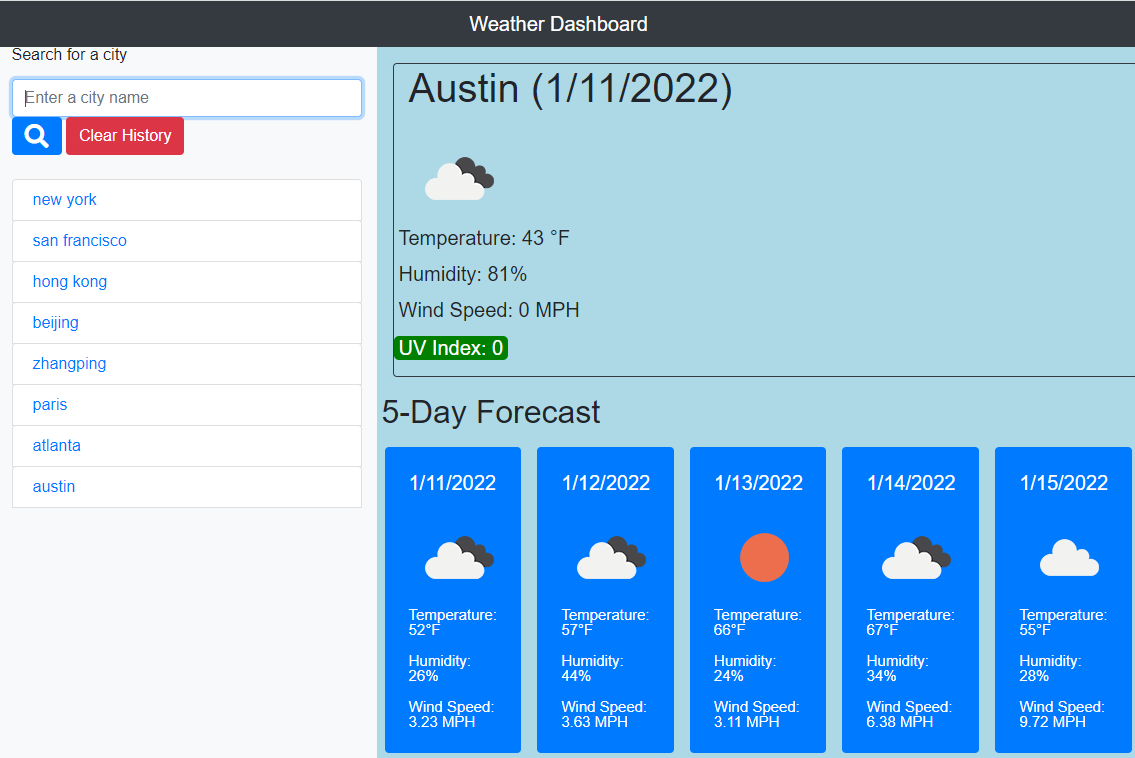 Weather Dashboard
Search for a city
Enter a city name
Clear History
new york
san francisco
hong kong
beijing
zhangping
paris
atlanta
austin
Austin (1/11/2022)
Temperature: 43 °F
Humidity: 81%
Wind Speed: 0 MPH
UV Index: 0
5-Day Forecast
1/11/2022
Temperature:
52°F
Humidity:
26%
Wind Speed:
3.23 MPH
1/12/2022
Temperature:
57°F
Humidity:
44%
Wind Speed:
3.63 MPH
1/13/2022
Temperature:
66°F
Humidity:
24%
Wind Speed:
3.11 MPH
1/14/2022
Temperature:
67°F
Humidity:
34%
Wind Speed:
6.38 MPH
1/15/2022
Temperature:
55°F
Humidity:
28%
Wind Speed:
9.72 MPH